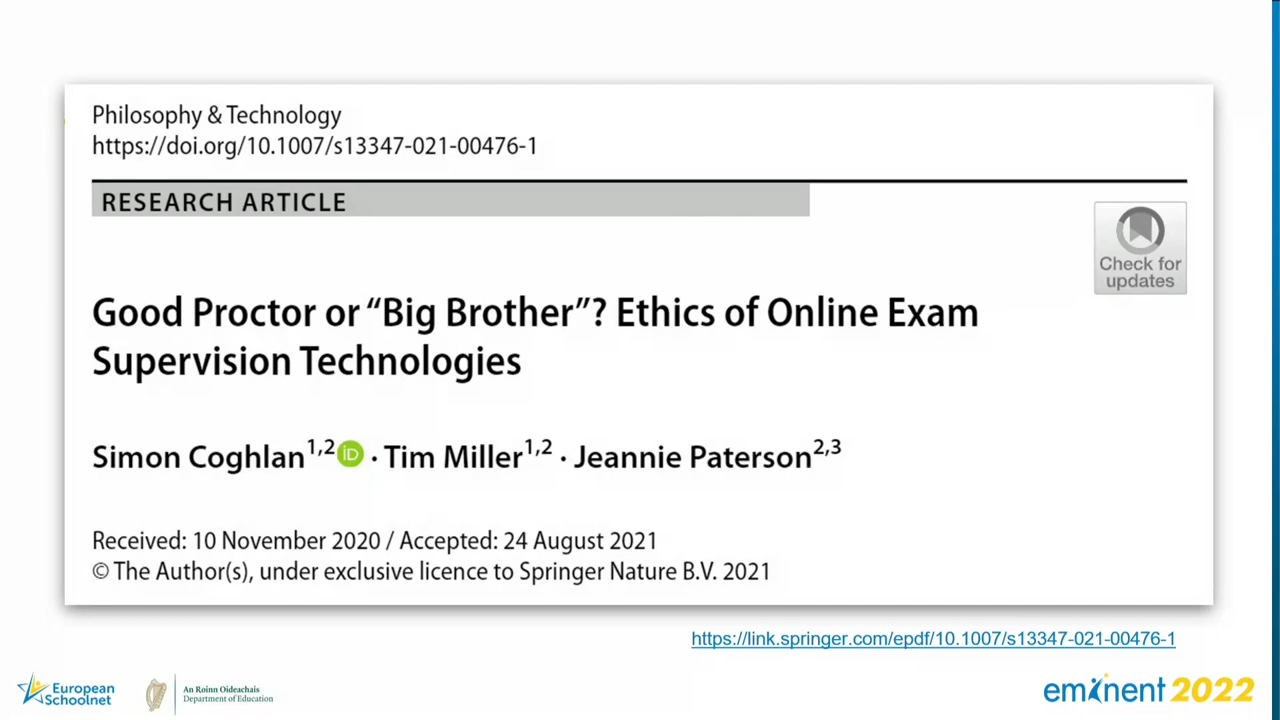 Philosophy & Technology
https://doi.org/10.1007/s13347-021-00476-1
RESEARCH ARTICLE
Check for
updates
Good Proctor or “Big Brother”? Ethics of Online Exam
Supervision Technologies
Simon Coghlan1,2 iD · Tim Miller1,2 · Jeannie Paterson2,3
Received: 10 November 2020 / Accepted: 24 August 2021
© The Author(s), under exclusive licence to Springer Nature B.V. 2021
https://link.springer.com/epdf/10.1007/s13347-021-00476-1
European
Schoolnet
An Roinn Oideachais
Department of Education
eminent 2022